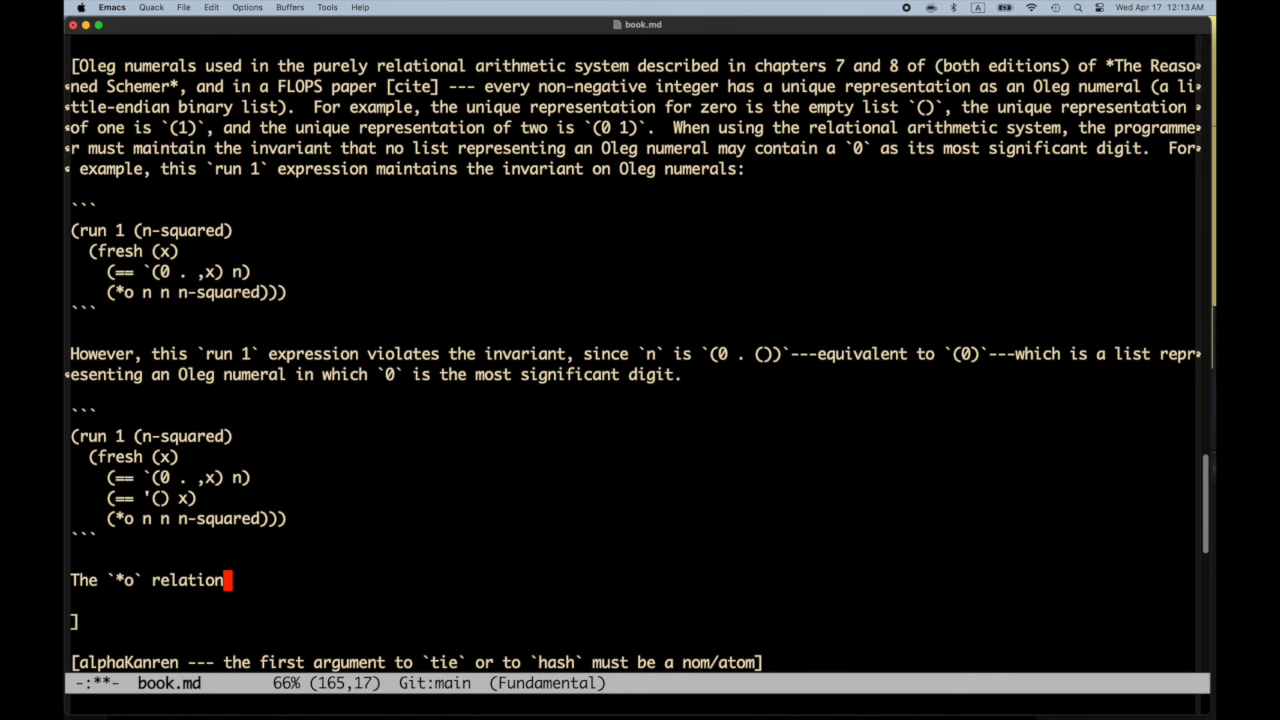 Emacs Quack File Edit Options Buffers Tools Help A Wed Apr 17 12:13 AM
book.md
[Oleg numerals used in the purely relational arithmetic system described in chapters 7 and 8 of (both editions) of *The Reaso
ned Schemer*, and in a FLOPS paper [cite] --- every non-negative integer has a unique representation as an Oleg numeral (a li
ttle-endian binary list).  For example, the unique representation for zero is the empty list `()`, the unique representation
of one is `(1)`, and the unique representation of two is `(0 1)`.  When using the relational arithmetic system, the programme
r must maintain the invariant that no list representing an Oleg numeral may contain a `0` as its most significant digit.  For
 example, this `run 1` expression maintains the invariant on Oleg numerals:
```
(run 1 (n-squared)
  (fresh (x)
    (== `(0 . ,x) n)
    (*o n n n-squared)))
```
However, this `run 1` expression violates the invariant, since `n` is `(0 . ())`---equivalent to `(0)`---which is a list repr
esenting an Oleg numeral in which `0` is the most significant digit.
```
(run 1 (n-squared)
  (fresh (x)
    (== `(0 . ,x) n)
    (== '() x)
    (*o n n n-squared)))
```
The `*o` relation
]
[alphaKanren --- the first argument to `tie` or to `hash` must be a nom/atom]
-:**-  book.md        66% (165,17)  Git:main  (Fundamental)